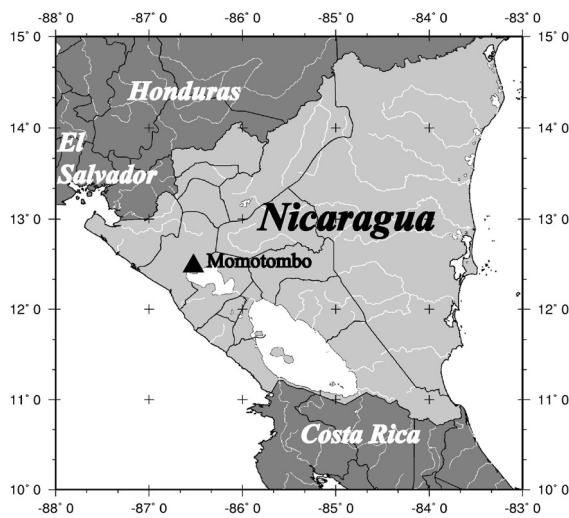 -88˚ 0 -87˚ 0 -86˚ 0 -85˚ 0 -84˚ 0 -83˚ 0
15˚ 0 15˚ 0
Honduras
14˚ 0 14˚ 0
El
Salvador
13˚ 0 Nicaragua 13˚ 0
Momotombo
12˚ 0 12˚ 0
11˚ 0 11˚ 0
Costa Rica
10˚ 0 10˚ 0
-88˚ 0 -87˚ 0 -86˚ 0 -85˚ 0 -84˚ 0 -83˚ 0